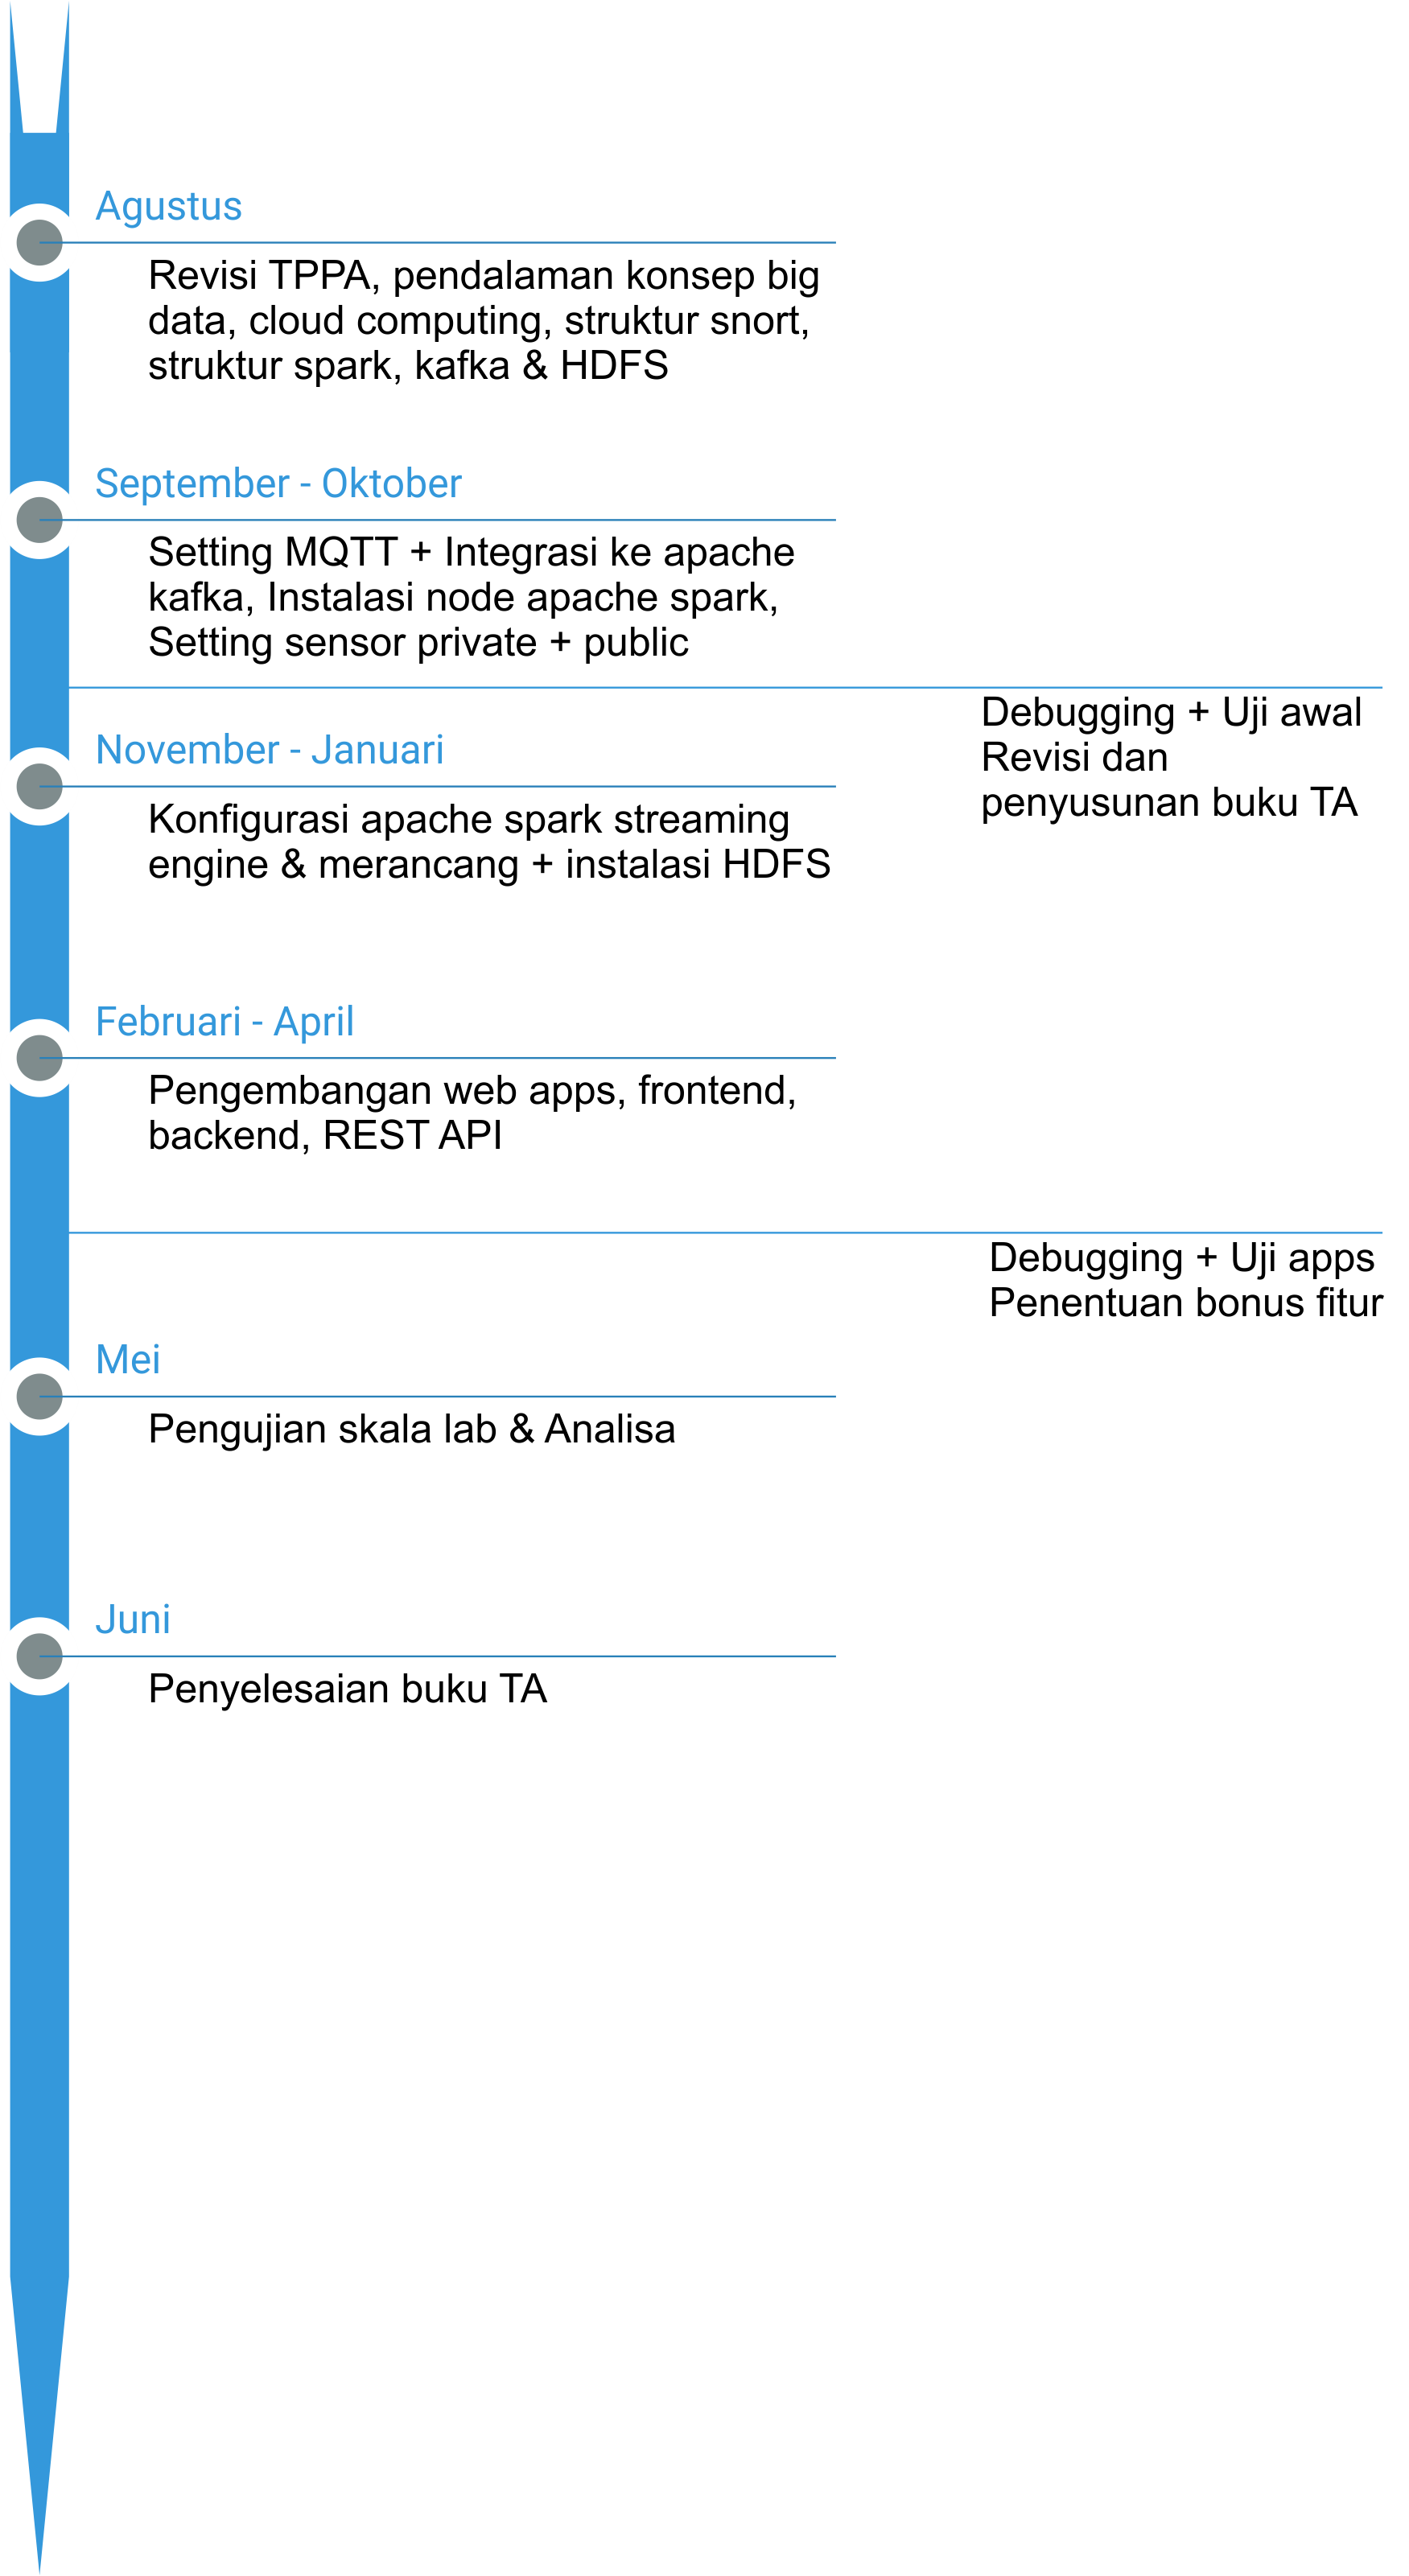 Agustus
Revisi TPPA, pendalaman konsep big
data, cloud computing, struktur snort,
struktur spark, kafka & HDFS
September - Oktober
Setting MQTT + Integrasi ke apache
kafka, Instalasi node apache spark,
Setting sensor private + public
Debugging + Uji awal
Revisi dan
penyusunan buku TA
November - Januari
Konfigurasi apache spark streaming
engine & merancang + instalasi HDFS
Februari - April
Pengembangan web apps, frontend,
backend, REST API
Debugging + Uji apps
Penentuan bonus fitur
Mei
Pengujian skala lab & Analisa
Juni
Penyelesaian buku TA